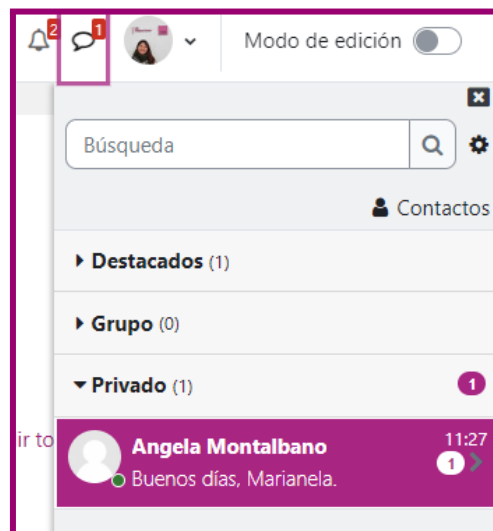 2
1
Modo de edición
Búsqueda
Contactos
Destacados (1)
Grupo (0)
Privado (1) 1
ir to
Angela Montalbano 11:27
Buenos días, Marianela. 1